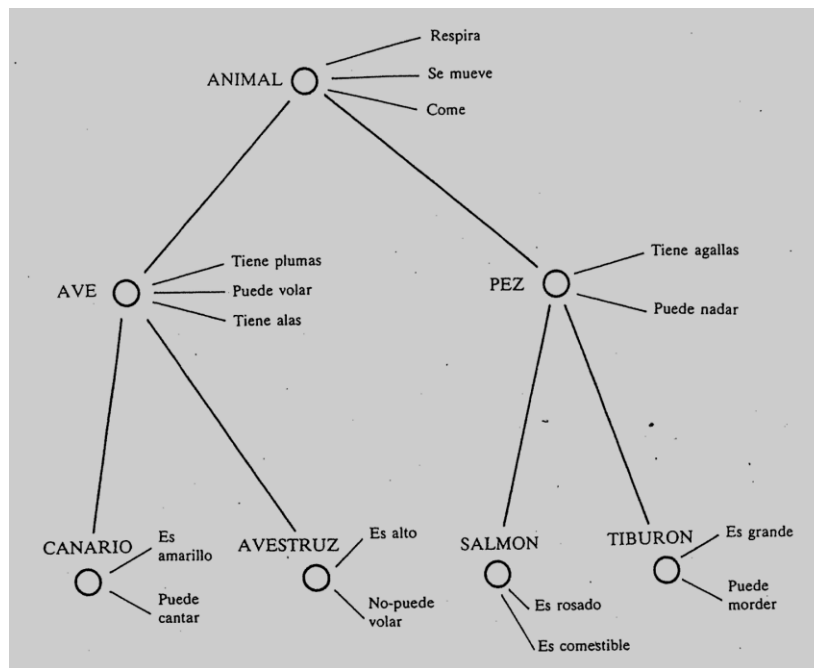 Respira
ANIMAL
Se mueve
Come
Tiene plumas
AVE
Puede volar
Tiene alas
Tiene agallas
PEZ
Puede nadar
CANARIO
Es
amarillo
Puede
cantar
AVESTRUZ
Es alto
No-puede
volar
SALMON
Es rosado
Es comestible
TIBURON
Es grande
Puede
morder